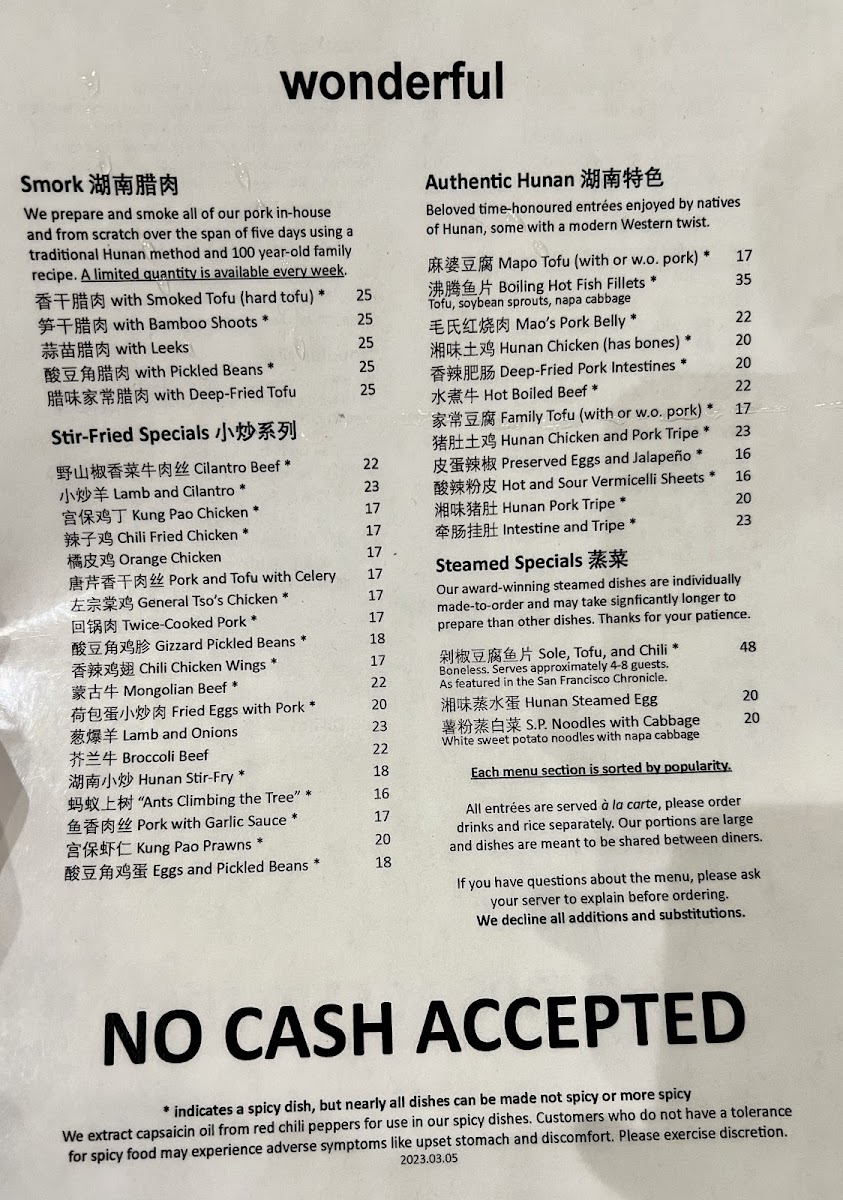 wonderful
Smork 湖南腊肉
We prepare and smoke all of our pork in-house
and from scratch over the span of five days using a
traditional Hunan method and 100 year-old family
recipe. A limited quantity is available every week.
香干腊肉 with Smoked Tofu (hard tofu) * 25
笋干腊肉 with Bamboo Shoots * 25
蒜苗腊肉 with Leeks 25
酸豆角腊肉 with Pickled Beans * 25
腊味家常腊肉 with Deep-Fried Tofu 25
Stir-Fried Specials 小炒系列
野山椒香菜牛肉丝 Cilantro Beef * 22
小炒羊 Lamb and Cilantro * 23
宫保鸡丁 Kung Pao Chicken * 17
辣子鸡 Chili Fried Chicken * 17
橘皮鸡 Orange Chicken 17
唐芹香干肉丝 Pork and Tofu with Celery 17
左宗棠鸡 General Tso's Chicken * 17
回锅肉 Twice-Cooked Pork * 17
酸豆角鸡胗 Gizzard Pickled Beans * 18
香辣鸡翅 Chili Chicken Wings * 17
蒙古牛 Mongolian Beef * 22
荷包蛋小炒肉 Fried Eggs with Pork * 20
葱爆羊 Lamb and Onions 23
芥兰牛 Broccoli Beef 22
湖南小炒 Hunan Stir-Fry * 18
蚂蚁上树 “Ants Climbing the Tree” * 16
鱼香肉丝 Pork with Garlic Sauce * 17
宫保虾仁 Kung Pao Prawns * 20
酸豆角鸡蛋 Eggs and Pickled Beans * 18
Authentic Hunan 湖南特色
Beloved time-honoured entrées enjoyed by natives
of Hunan, some with a modern Western twist.
麻婆豆腐 Mapo Tofu (with or w.o. pork) * 17
沸腾鱼片 Boiling Hot Fish Fillets * 35
Tofu, soybean sprouts, napa cabbage
毛氏红烧肉 Mao's Pork Belly * 22
湘味土鸡 Hunan Chicken (has bones) * 20
香辣肥肠 Deep-Fried Pork Intestines * 20
水煮牛 Hot Boiled Beef * 22
家常豆腐 Family Tofu (with or w.o. pork) * 17
猪肚土鸡 Hunan Chicken and Pork Tripe * 23
皮蛋辣椒 Preserved Eggs and Jalapeño * 16
酸辣粉皮 Hot and Sour Vermicelli Sheets * 16
湘味猪肚 Hunan Pork Tripe * 20
牵肠挂肚 Intestine and Tripe * 23
Steamed Specials 蒸菜
Our award-winning steamed dishes are individually
made-to-order and may take signficantly longer to
prepare than other dishes. Thanks for your patience.
剁椒豆腐鱼片 Sole, Tofu, and Chili * 48
Boneless. Serves approximately 4-8 guests.
As featured in the San Francisco Chronicle.
湘味蒸水蛋 Hunan Steamed Egg 20
薯粉蒸白菜 S.P. Noodles with Cabbage 20
White sweet potato noodles with napa cabbage
Each menu section is sorted by popularity.
All entrées are served à la carte, please order
drinks and rice separately. Our portions are large
and dishes are meant to be shared between diners.
If you have questions about the menu, please ask
your server to explain before ordering.
We decline all additions and substitutions.
NO CASH ACCEPTED
* indicates a spicy dish, but nearly all dishes can be made not spicy or more spicy
We extract capsaicin oil from red chili peppers for use in our spicy dishes. Customers who do not have a tolerance
for spicy food may experience adverse symptoms like upset stomach and discomfort. Please exercise discretion.
2023.03.05